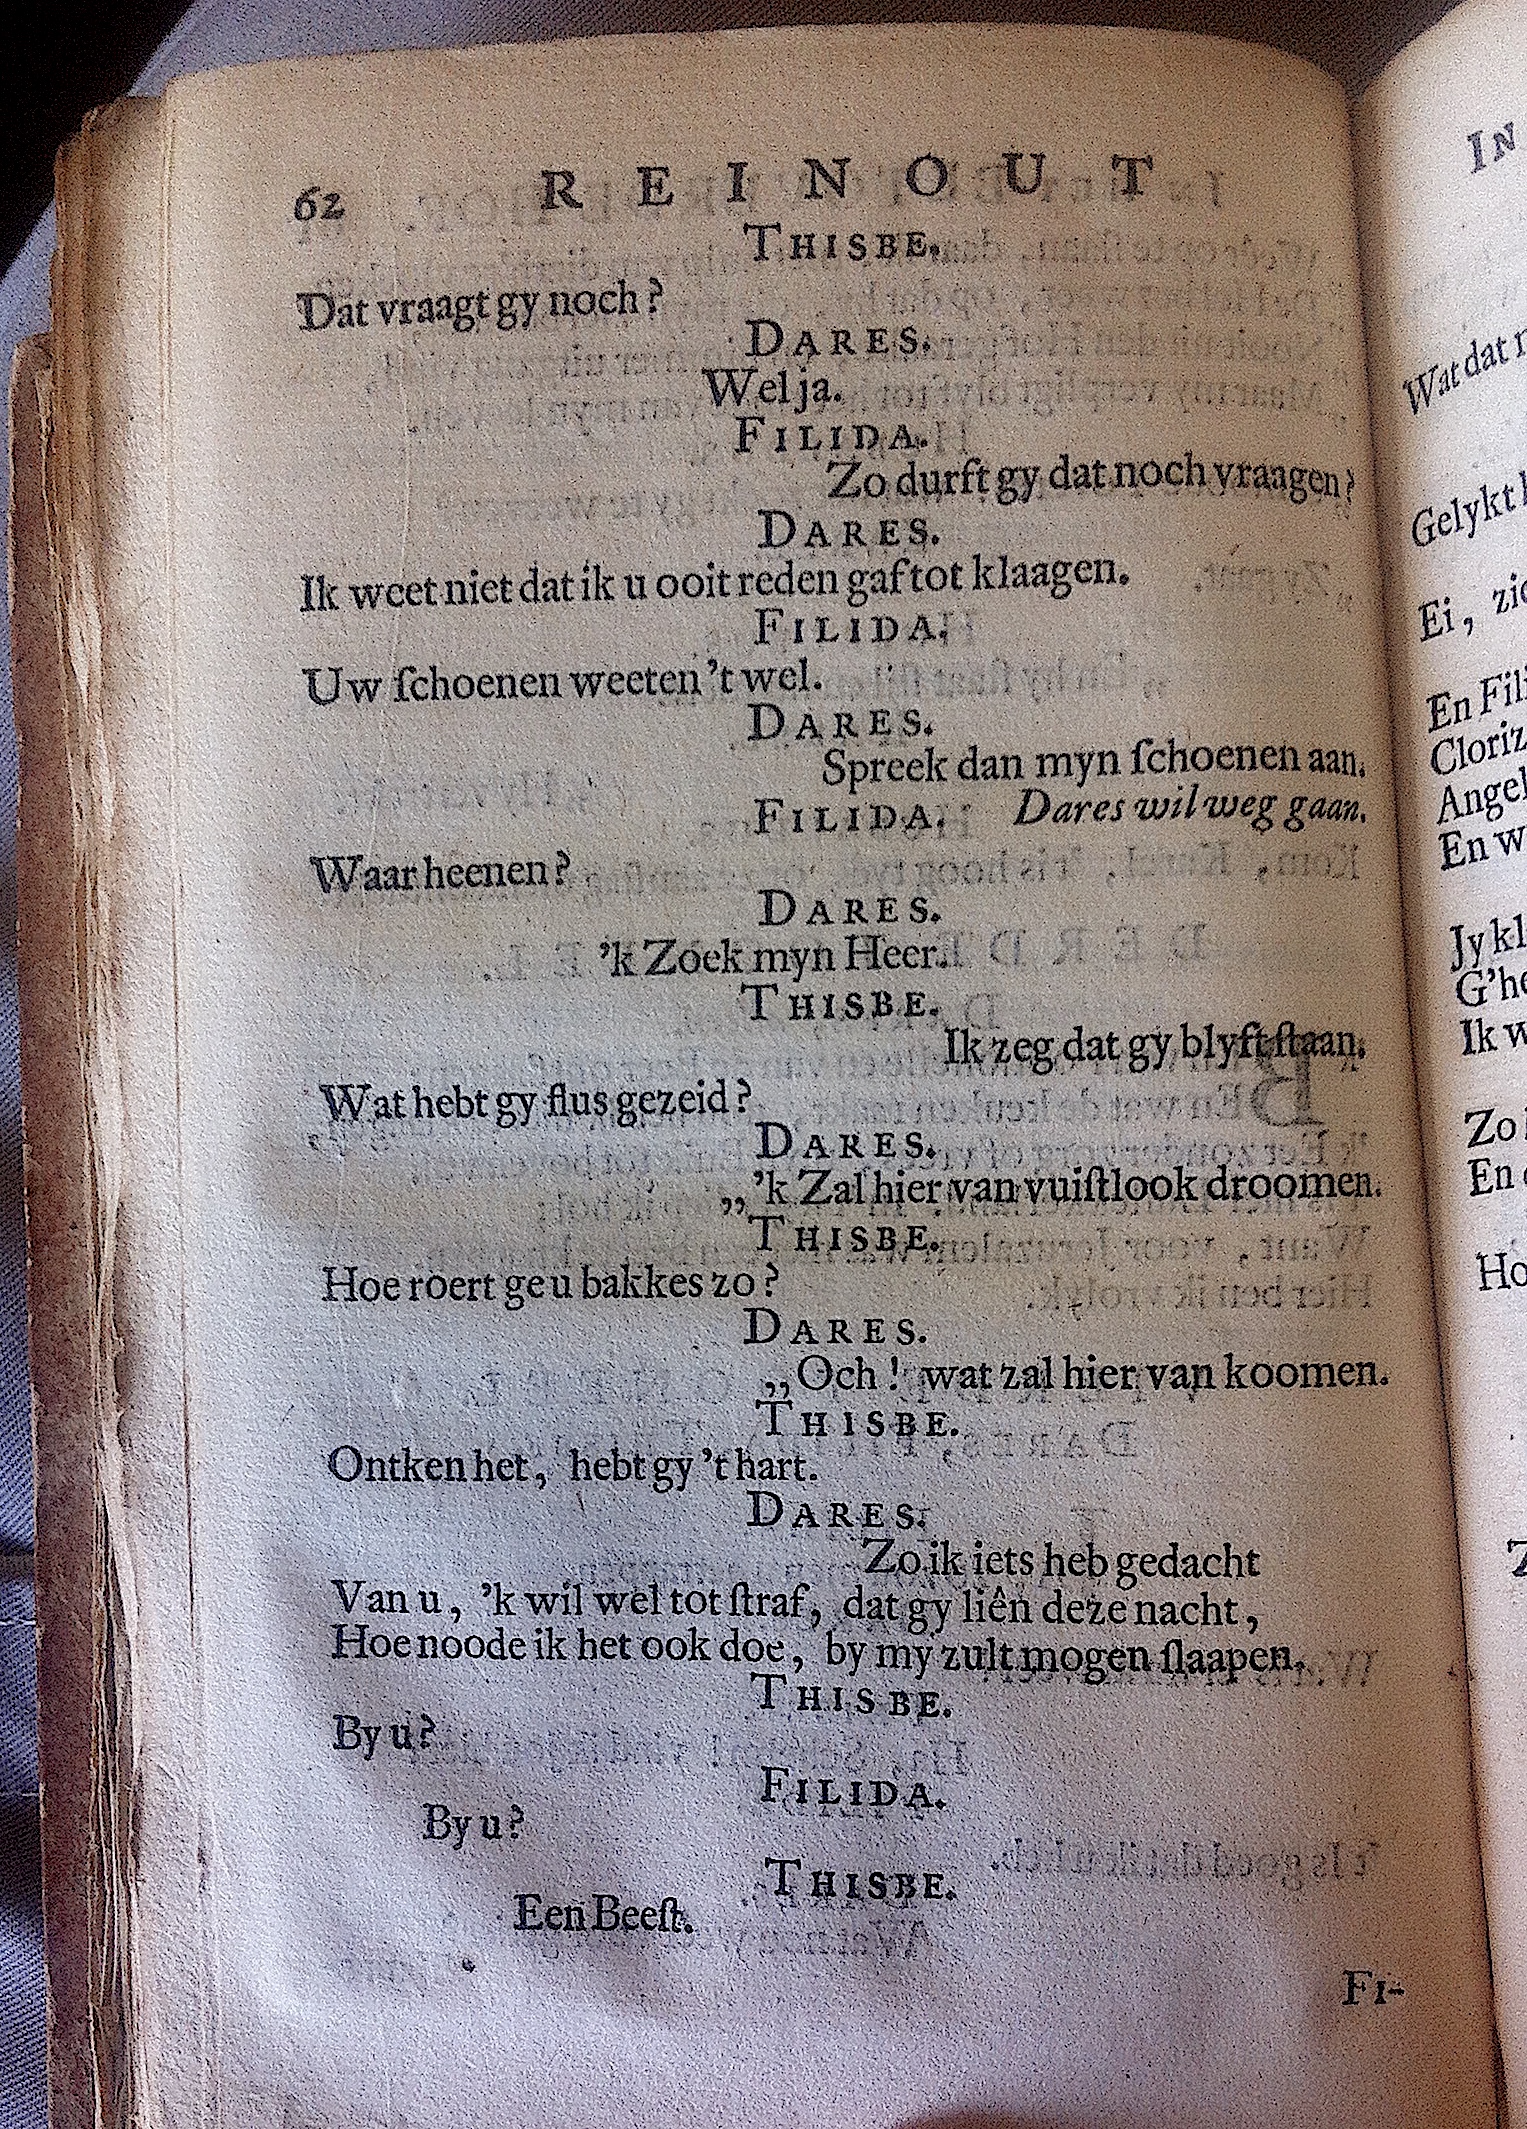 62 REINOUT
THISBE.
Dat vraagt gy noch?
DARES.
Wel ja.
FILIDA.
Zo durft gy dat noch vraagen?
DARES.
Ik weet niet dat ik u ooit reden gaf tot klaagen.
FILIDA.
Uw ſchoenen weeten 't wel.
DARES.
Spreek dan myn ſchoenen aan.
FILIDA. Dares wil weg gaan.
Waar heenen?
DARES.
'k Zoek myn Heer.
THISBE.
Ik zeg dat gy blyft ſtaan.
Wat hebt gy flus gezeid?
DARES.
„'k Zal hier van vuiſtlook droomen.
THISBE.
Hoe roert ge u bakkes zo?
DARES.
„Och! wat zal hier van koomen.
THISBE.
Ontken het, hebt gy 't hart.
DARES.
Zo ik iets heb gedacht
Van u, 'k wil wel tot ſtraf, dat gy liên deze nacht,
Hoe noode ik het ook doe, by my zult mogen ſlaapen.
THISBE.
By u?
FILIDA.
By u?
THISBE.
Een Beeſt.
FI-
IN
Wat dat
Gelykt
Ei,
En
Cloriz
Angel
En
Jy
G'he
Ik
Zo
En